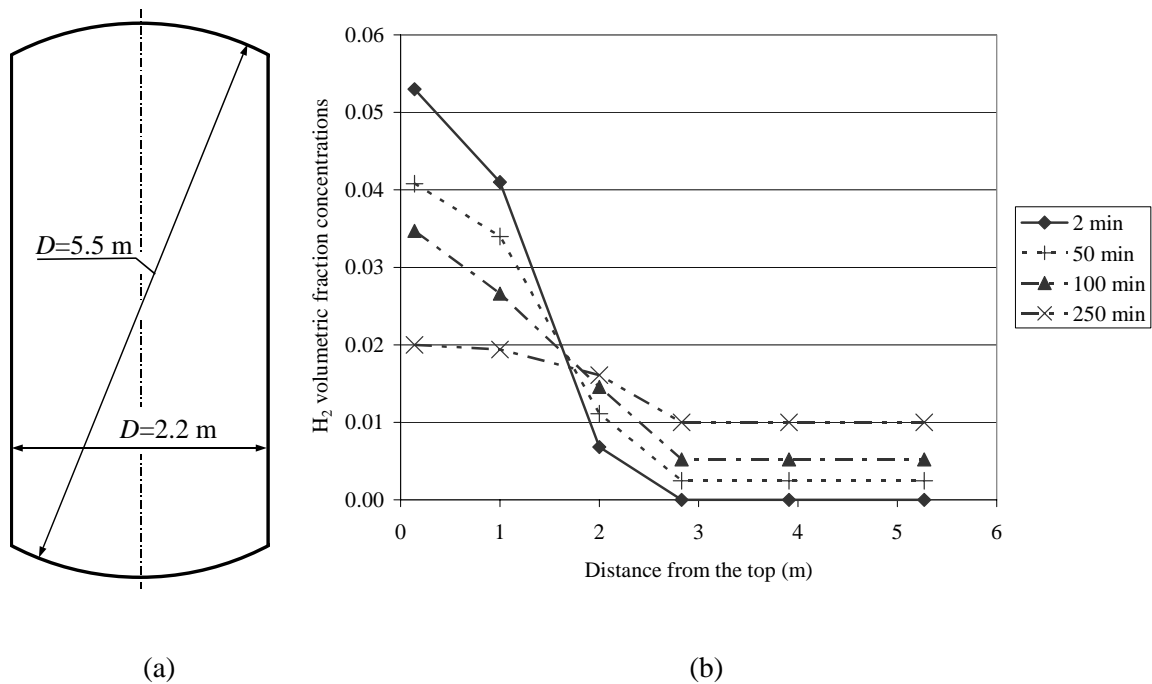 D=5.5 m
D=2.2 m
(a)
H₂ volumetric fraction concentrations
0.06
0.05
0.04
0.03
0.02
0.01
0.00
0 1 2 3 4 5 6
Distance from the top (m)
2 min
50 min
100 min
250 min
(b)